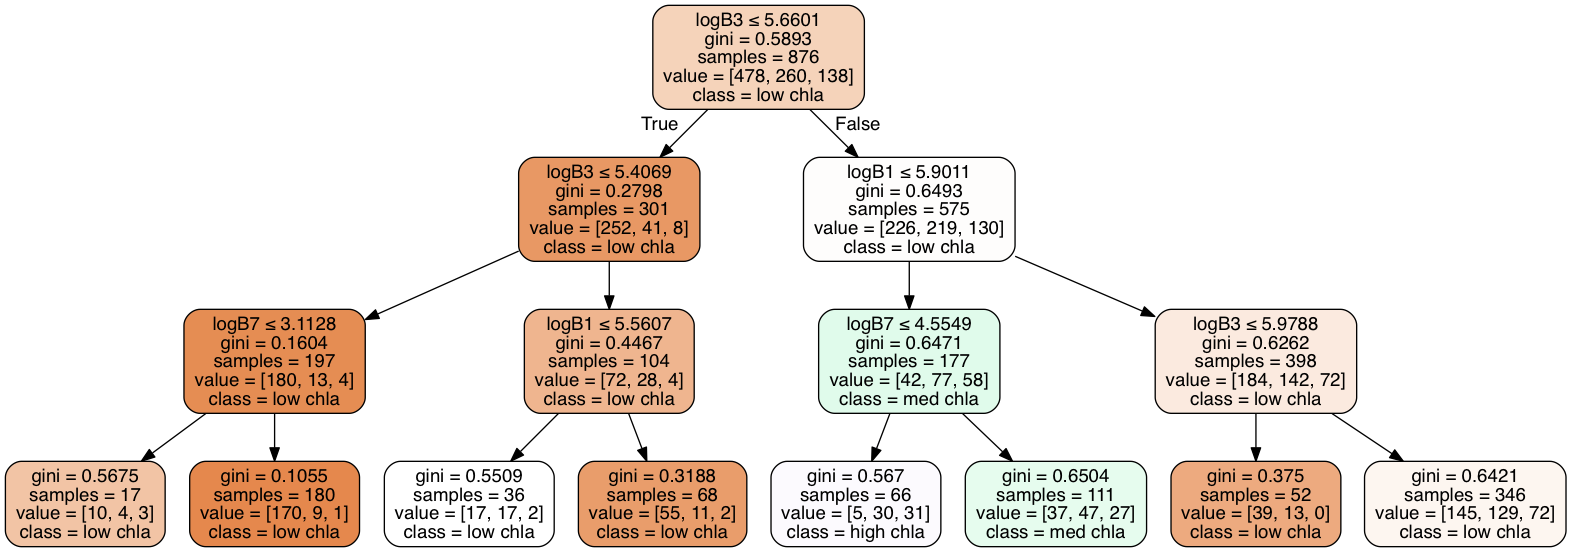 logB3 ≤ 5.6601
gini = 0.5893
samples = 876
value = [478, 260, 138]
class = low chla
True
False
logB3 ≤ 5.4069
gini = 0.2798
samples = 301
value = [252, 41, 8]
class = low chla
logB1 ≤ 5.9011
gini = 0.6493
samples = 575
value = [226, 219, 130]
class = low chla
logB7 ≤ 3.1128
gini = 0.1604
samples = 197
value = [180, 13, 4]
class = low chla
logB1 ≤ 5.5607
gini = 0.4467
samples = 104
value = [72, 28, 4]
class = low chla
logB7 ≤ 4.5549
gini = 0.6471
samples = 177
value = [42, 77, 58]
class = med chla
logB3 ≤ 5.9788
gini = 0.6262
samples = 398
value = [184, 142, 72]
class = low chla
gini = 0.5675
samples = 17
value = [10, 4, 3]
class = low chla
gini = 0.1055
samples = 180
value = [170, 9, 1]
class = low chla
gini = 0.5509
samples = 36
value = [17, 17, 2]
class = low chla
gini = 0.3188
samples = 68
value = [55, 11, 2]
class = low chla
gini = 0.567
samples = 66
value = [5, 30, 31]
class = high chla
gini = 0.6504
samples = 111
value = [37, 47, 27]
class = med chla
gini = 0.375
samples = 52
value = [39, 13, 0]
class = low chla
gini = 0.6421
samples = 346
value = [145, 129, 72]
class = low chla